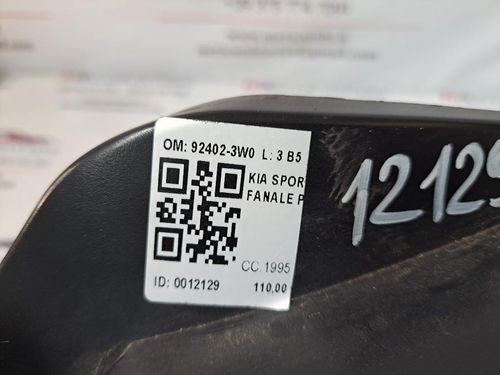 OM: 92402-3W0 L: 3 B5
KIA SPOR
FANALE P
CC.1995
ID: 0012129
110,00
12129